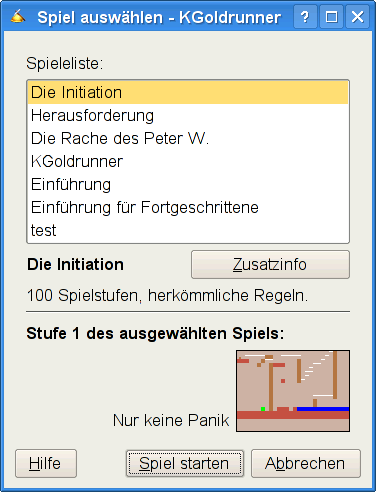 Spiel auswählen - KGoldrunner
Spieleliste:
Die Initiation
Herausforderung
Die Rache des Peter W.
KGoldrunner
Einführung
Einführung für Fortgeschrittene
test
Die Initiation
Zusatzinfo
100 Spielstufen, herkömmliche Regeln.
Stufe 1 des ausgewählten Spiels:
Nur keine Panik
Hilfe
Spiel starten
Abbrechen